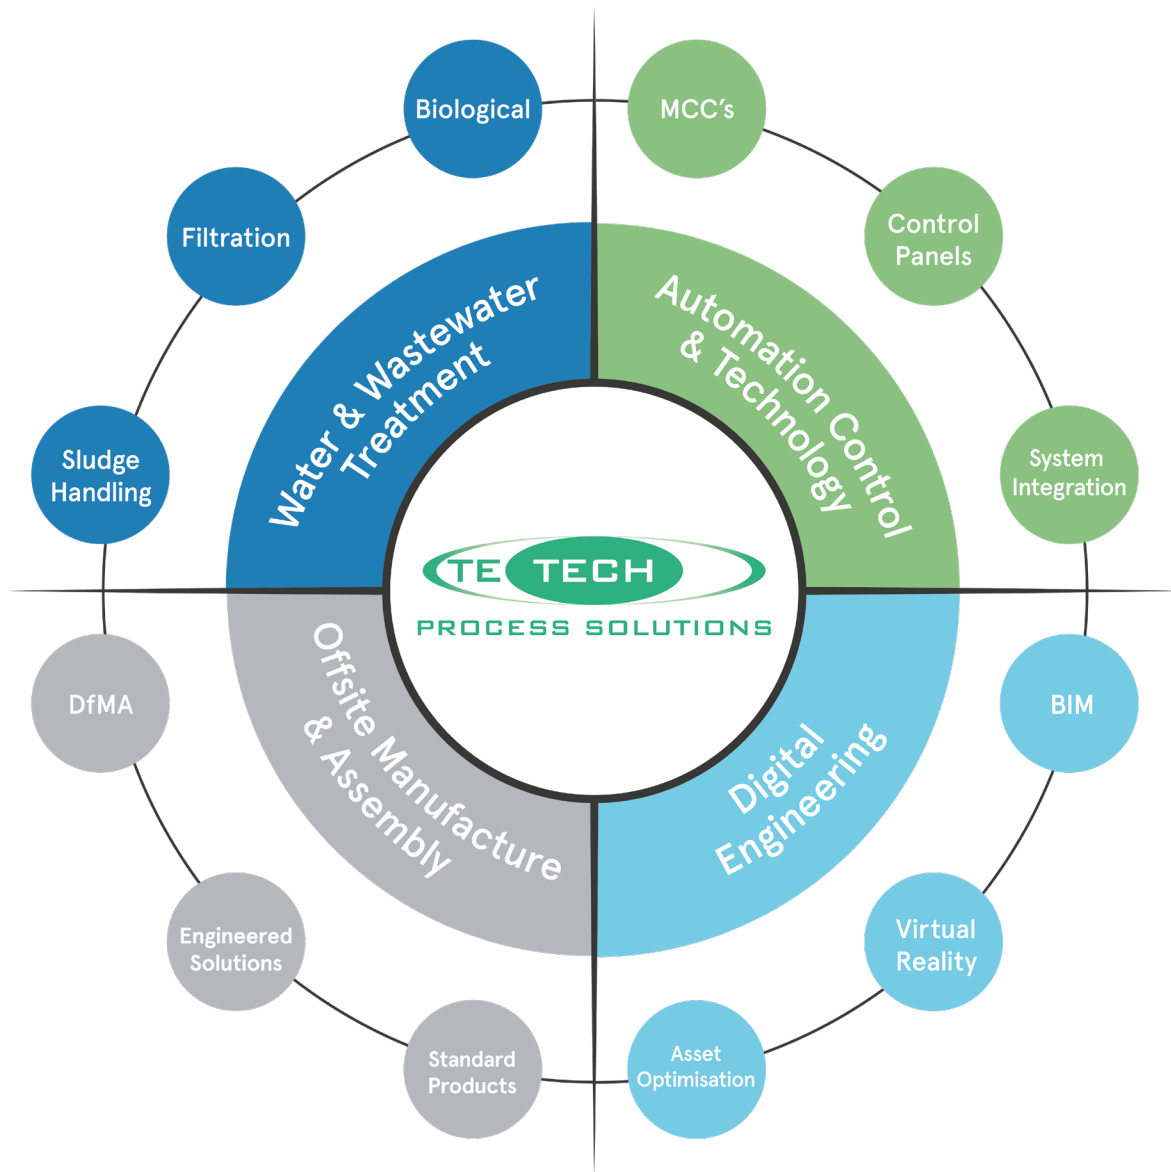 Biological
MCC's
Filtration
Control
Panels
Water & Wastewater
Treatment
Automation Control
& Technology
Sludge
Handling
System
Integration
TE TECH
PROCESS SOLUTIONS
DfMA
BIM
Offsite Manufacture
& Assembly
Digital
Engineering
Engineered
Solutions
Virtual
Reality
Standard
Products
Asset
Optimisation